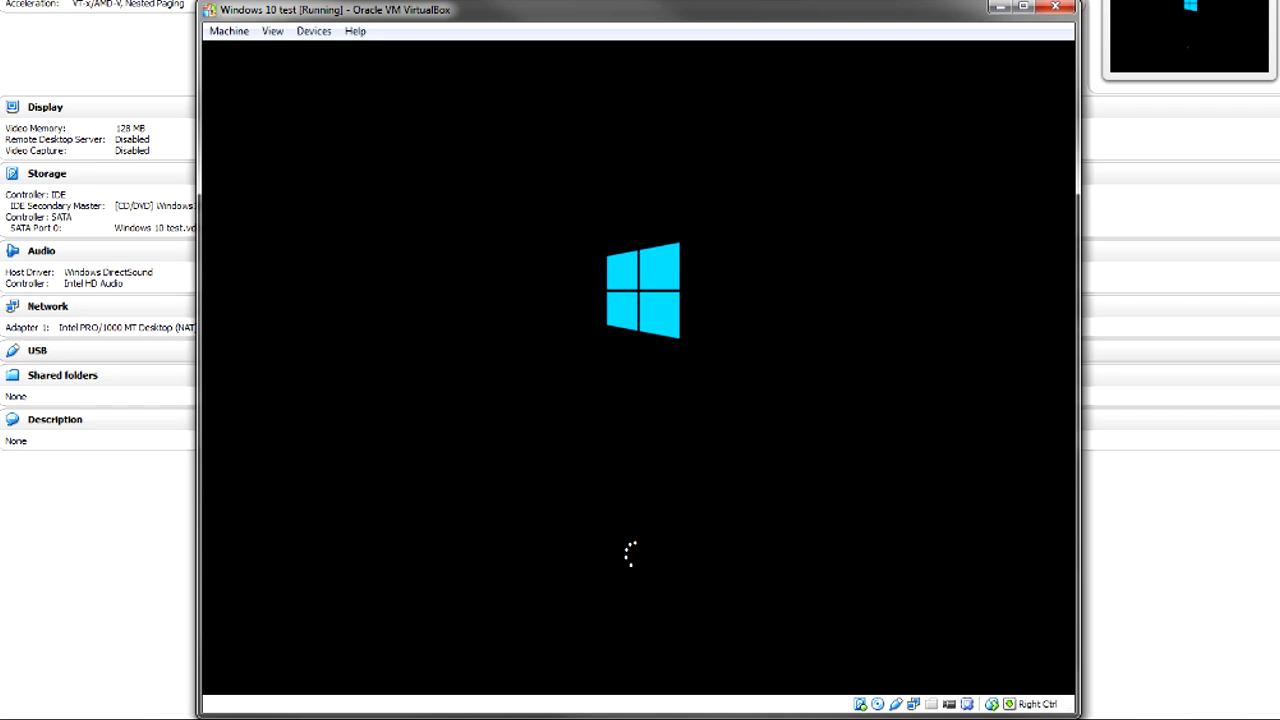 Acceleration: VT-x/AMD-V, Nested Paging
Windows 10 test [Running] - Oracle VM VirtualBox
Machine View Devices Help
Display
Video Memory: 128 MB
Remote Desktop Server: Disabled
Video Capture: Disabled
Storage
Controller: IDE
IDE Secondary Master: [CD/DVD] Windows
Controller: SATA
SATA Port 0: Windows 10 test.vd
Audio
Host Driver: Windows DirectSound
Controller: Intel HD Audio
Network
Adapter 1: Intel PRO/1000 MT Desktop (NAT
USB
Shared folders
None
Description
None
Right Ctrl